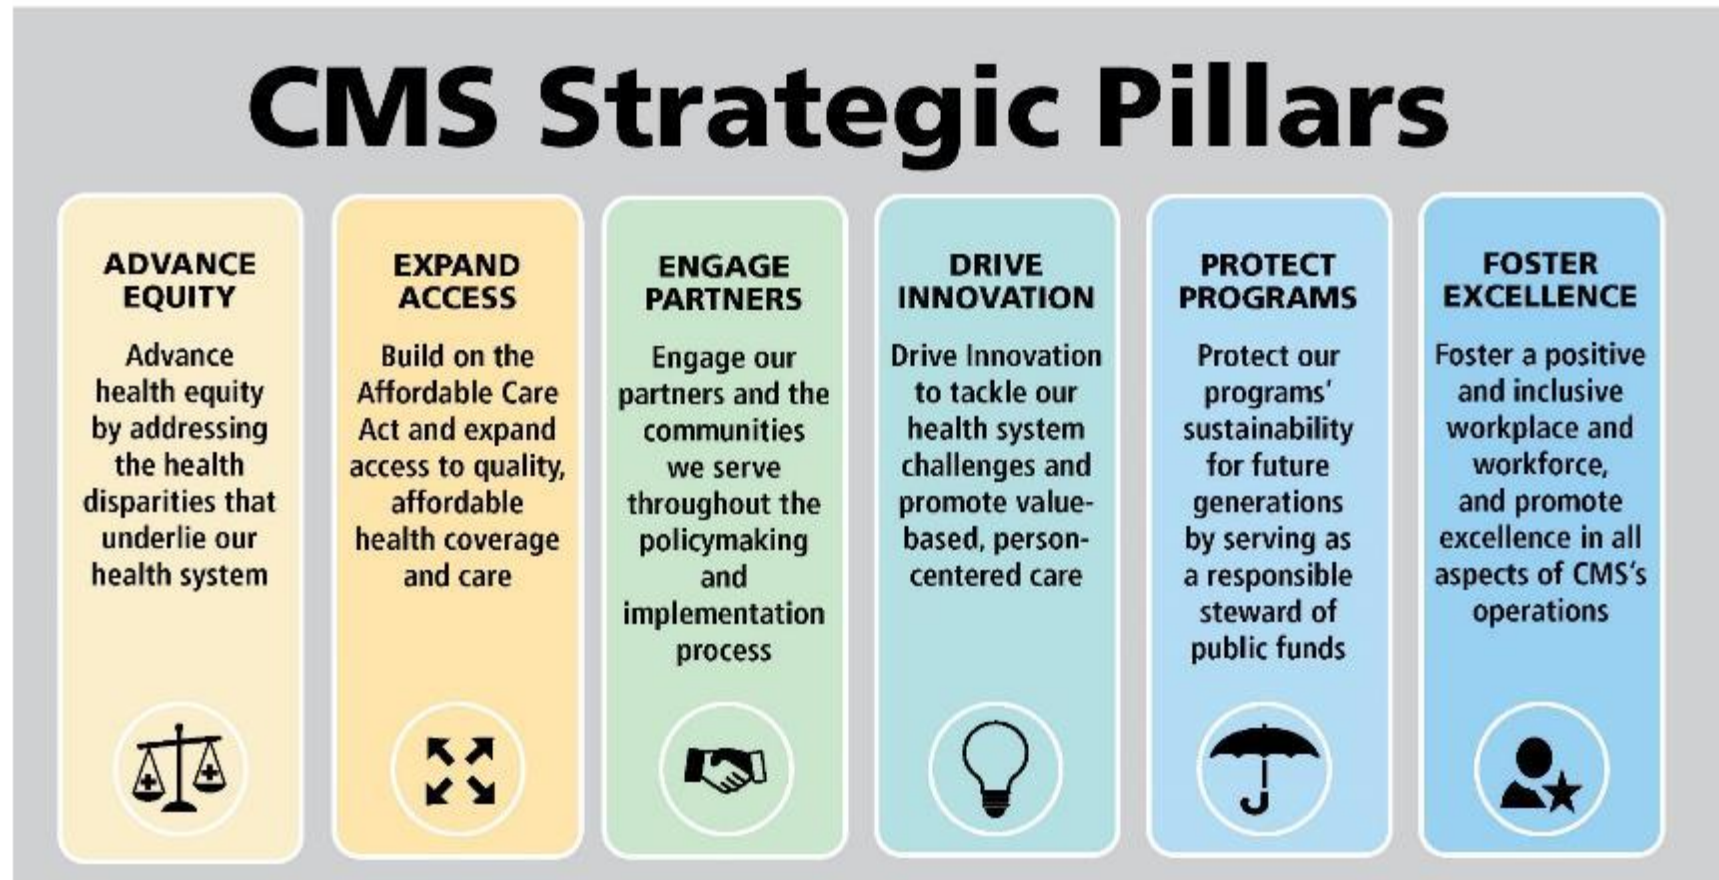 CMS Strategic Pillars
ADVANCE
EQUITY
Advance
health equity
by addressing
the health
disparities that
underlie our
health system
EXPAND
ACCESS
Build on the
Affordable Care
Act and expand
access to quality,
affordable
health coverage
and care
ENGAGE
PARTNERS
Engage our
partners and the
communities
we serve
throughout the
policymaking
and
implementation
process
DRIVE
INNOVATION
Drive Innovation
to tackle our
health system
challenges and
promote value-
based, person-
centered care
PROTECT
PROGRAMS
Protect our
programs’
sustainability
for future
generations
by serving as
a responsible
steward of
public funds
FOSTER
EXCELLENCE
Foster a positive
and inclusive
workplace and
workforce,
and promote
excellence in all
aspects of CMS‘s
operations